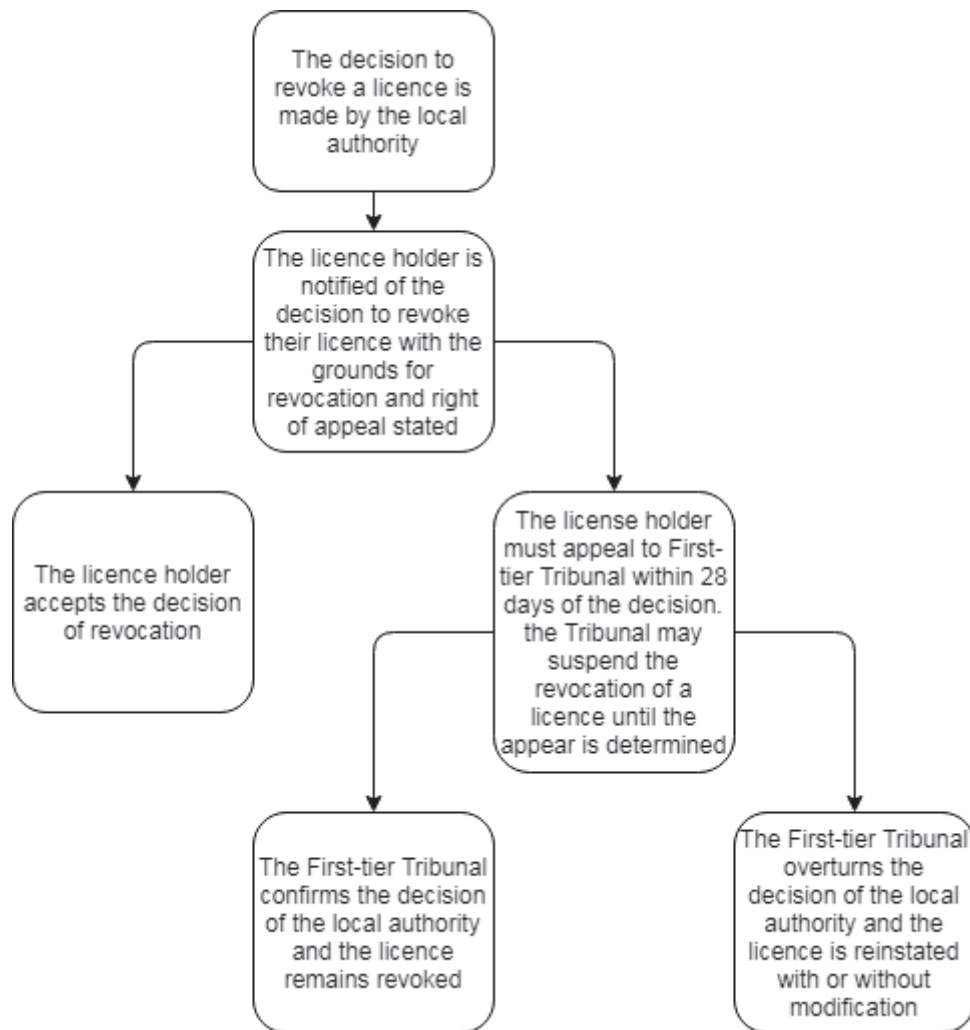 The decision to
revoke a licence is
made by the local
authority
The licence holder is
notified of the
decision to revoke
their licence with the
grounds for
revocation and right
of appeal stated
The licence holder
accepts the decision
of revocation
The license holder
must appeal to First-
tier Tribunal within 28
days of the decision.
the Tribunal may
suspend the
revocation of a
licence until the
appear is determined
The First-tier Tribunal
confirms the decision
of the local authority
and the licence
remains revoked
The First-tier Tribunal
overturns the
decision of the local
authority and the
licence is reinstated
with or without
modification